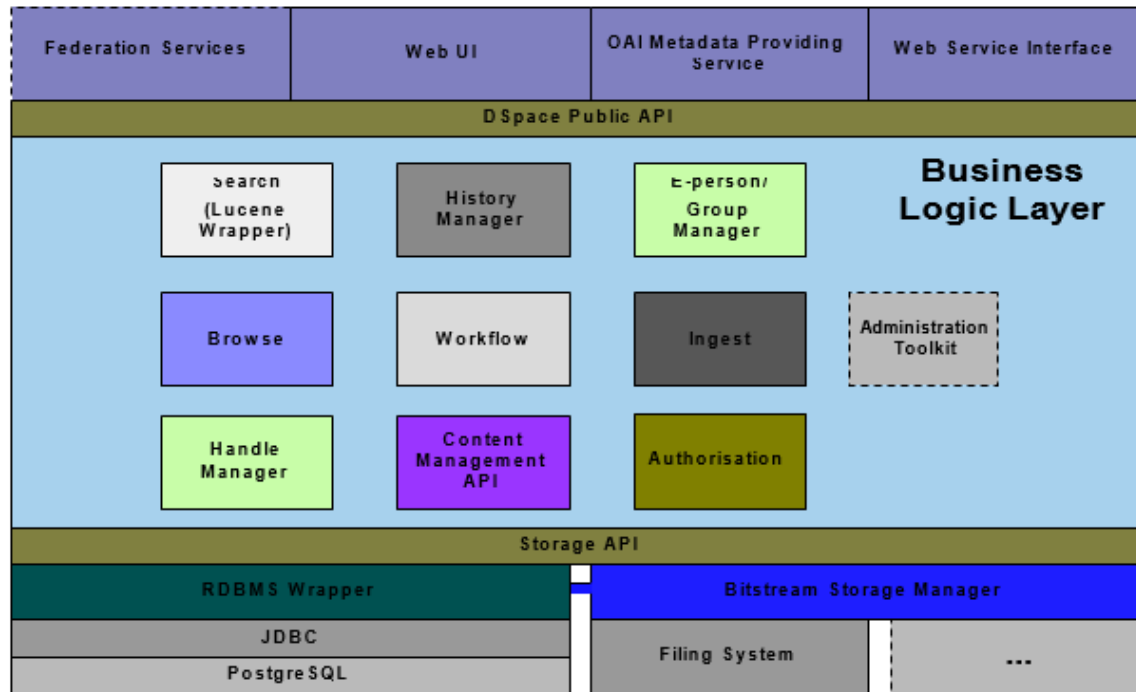 Federation Services
Web UI
OAI Metadata Providing
Service
Web Service Interface
DSpace Public API
Search
(Lucene
Wrapper)
History
Manager
E-person/
Group
Manager
Business
Logic Layer
Browse
Workflow
Ingest
Administration
Toolkit
Handle
Manager
Content
Management
API
Authorisation
Storage API
RDBMS Wrapper
Bitstream Storage Manager
JDBC
PostgreSQL
Filing System
...